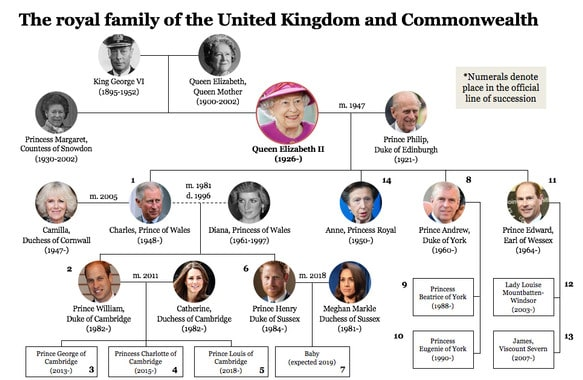 The royal family of the United Kingdom and Commonwealth
King George VI
(1895-1952)
Queen Elizabeth,
Queen Mother
(1900-2002)
*Numerals denote
place in the official
line of succession
Princess Margaret,
Countess of Snowdon
(1930-2002)
Queen Elizabeth II
(1926-)
m. 1947
Prince Philip,
Duke of Edinburgh
(1921-)
Camilla,
Duchess of Cornwall
(1947-)
m. 2005
1
Charles, Prince of Wales
(1948-)
m. 1981
d. 1996
Diana, Princess of Wales
(1961-1997)
14
Anne, Princess Royal
(1950-)
8
Prince Andrew,
Duke of York
(1960-)
11
Prince Edward,
Earl of Wessex
(1964-)
2
Prince William,
Duke of Cambridge
(1982-)
m. 2011
Catherine,
Duchess of Cambridge
(1982-)
6
Prince Henry
Duke of Sussex
(1984-)
m. 2018
Meghan Markle
Duchess of Sussex
(1981-)
9
Princess
Beatrice of York
(1988-)
12
Lady Louise
Mountbatten-
Windsor
(2003-)
10
Princess
Eugenie of York
(1990-)
13
James,
Viscount Severn
(2007-)
Prince George of
Cambridge
(2013-)
3
Princess Charlotte of
Cambridge
(2015-)
4
Prince Louis of
Cambridge
(2018-)
5
Baby
(expected 2019)
7